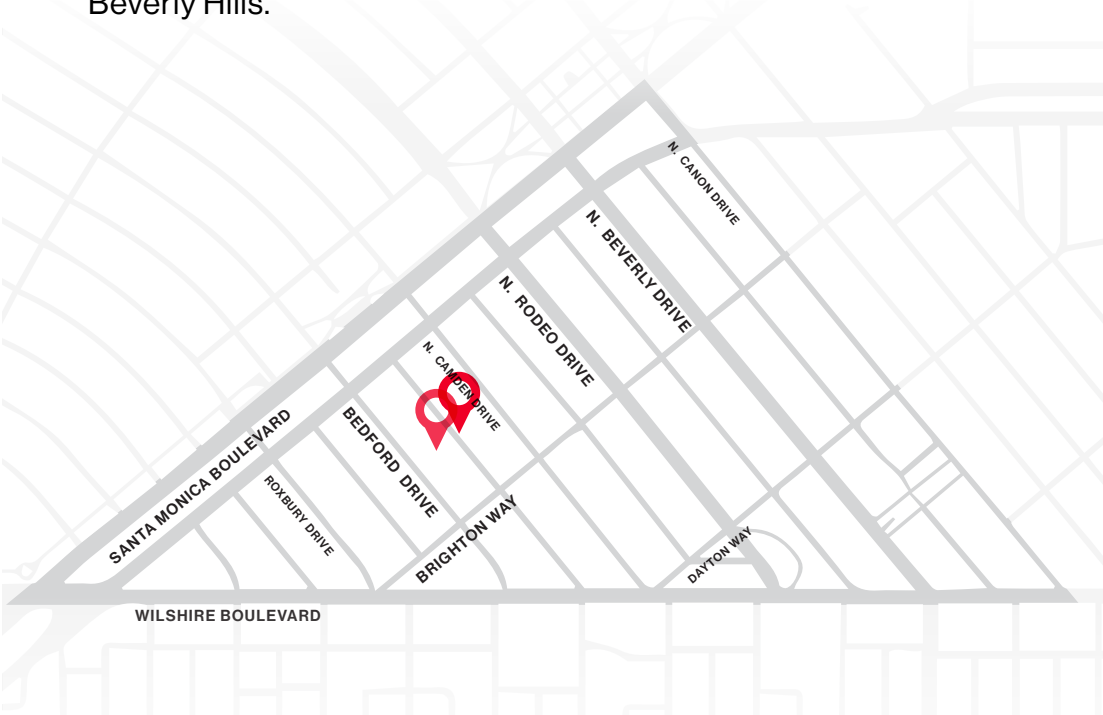 Beverly Hills.
N. CANON DRIVE
N. BEVERLY DRIVE
N. RODEO DRIVE
N. CAMDEN DRIVE
BEDFORD DRIVE
SANTA MONICA BOULEVARD
ROXBURY DRIVE
BRIGHTON WAY
DAYTON WAY
WILSHIRE BOULEVARD